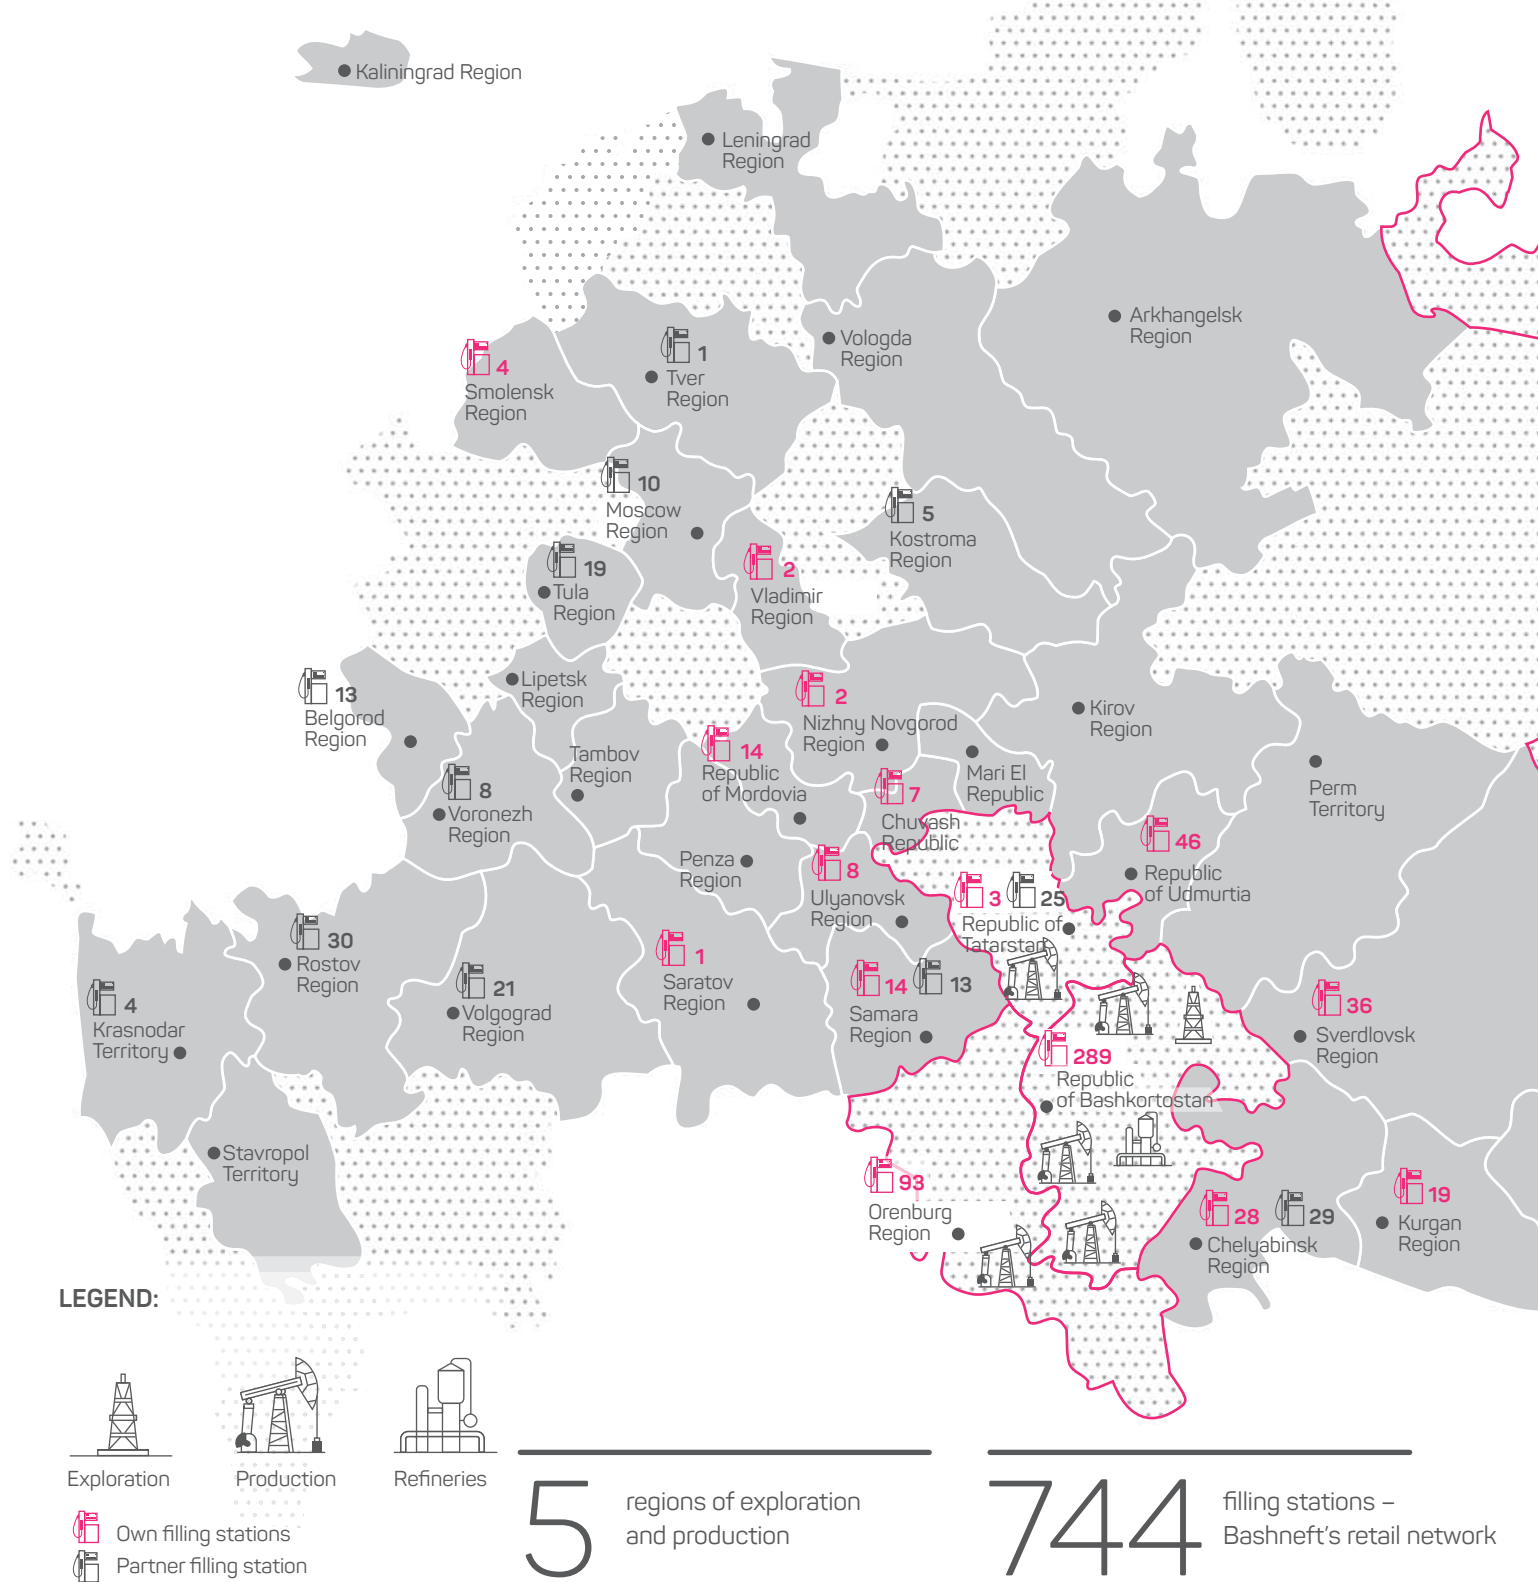 Kaliningrad Region
Leningrad
Region
Arkhangelsk
Region
Vologda
Region
1
Tver
Region
4
Smolensk
Region
10
Moscow
Region
5
Kostroma
Region
19
Tula
Region
2
Vladimir
Region
13
Belgorod
Region
Lipetsk
Region
2
Nizhny Novgorod
Region
Kirov
Region
Tambov
Region
14
Republic
of Mordovia
Mari El
Republic
Perm
Territory
8
Voronezh
Region
7
Chuvash
Republic
46
Republic
of Udmurtia
Penza
Region
8
Ulyanovsk
Region
3
25
Republic of
Tatarstan
30
Rostov
Region
1
Saratov
Region
4
Krasnodar
Territory
21
Volgograd
Region
14
13
Samara
Region
36
Sverdlovsk
Region
289
Republic
of Bashkortostan
Stavropol
Territory
93
Orenburg
Region
28
29
Chelyabinsk
Region
19
Kurgan
Region
LEGEND:
Exploration
Production
Refineries
Own filling stations
Partner filling station
5
regions of exploration
and production
744
filling stations –
Bashneft's retail network